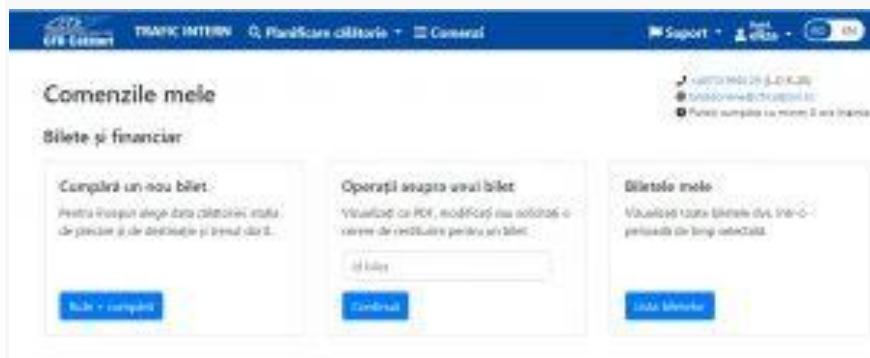 CFR Călători TRAFIC INTERN Planificare călătorie Comenzi Suport RO EN
Comenzile mele
Bilete și financiar
Cumpără un nou bilet
Pentru început alege data călătoriei, stația
de plecare și de destinație și trenul dorit.
Operații asupra unui bilet
Vizualizați ca PDF, modificați sau solicitați o
cerere de restituire pentru un bilet
Id bilet
Continuă
Biletele mele
Vizualizați toate biletele dvs. într-o
perioadă de timp selectată.
Lista biletelor